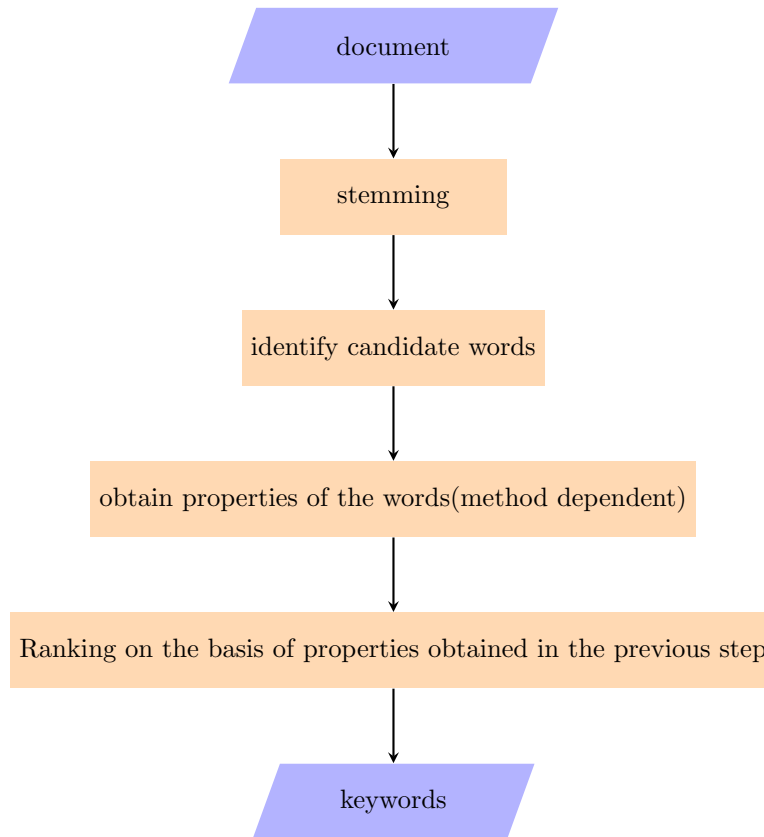 document
stemming
identify candidate words
obtain properties of the words(method dependent)
Ranking on the basis of properties obtained in the previous step
keywords